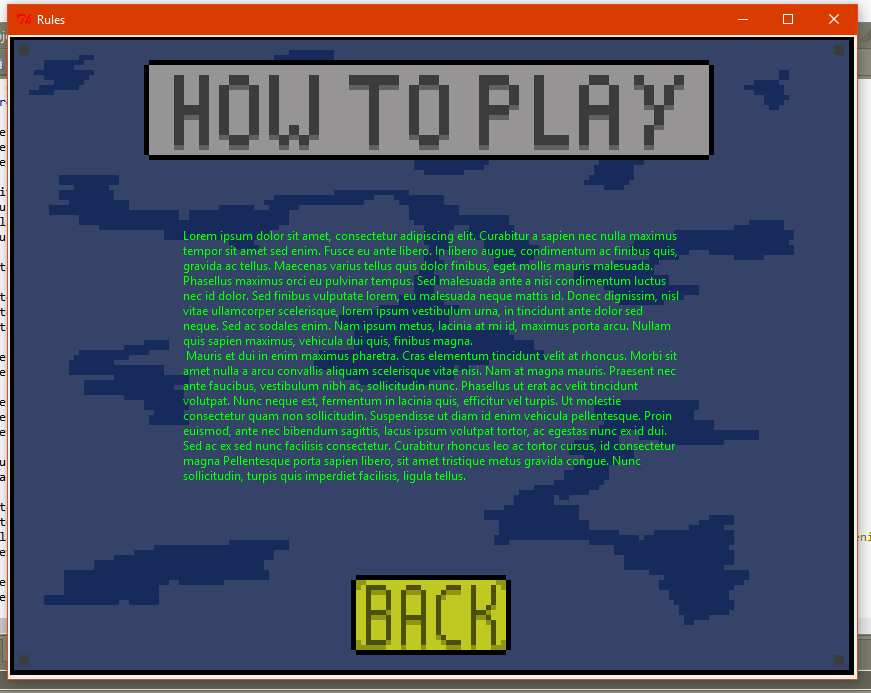 Rules
HOW TO PLAY
Lorem ipsum dolor sit amet, consectetur adipiscing elit. Curabitur a sapien nec nulla maximus
tempor sit amet sed enim. Fusce eu ante libero. In libero augue, condimentum ac finibus quis,
gravida ac tellus. Maecenas varius tellus quis dolor finibus, eget mollis mauris malesuada.
Phasellus maximus orci eu pulvinar tempus. Sed malesuada ante a nisi condimentum luctus
nec id dolor. Sed finibus vulputate lorem, eu malesuada neque mattis id. Donec dignissim, nisl
vitae ullamcorper scelerisque, lorem ipsum vestibulum urna, in tincidunt ante dolor sed
neque. Sed ac sodales enim. Nam ipsum metus, lacinia at mi id, maximus porta arcu. Nullam
quis sapien maximus, vehicula dui quis, finibus magna.
Mauris et dui in enim maximus pharetra. Cras elementum tincidunt velit at rhoncus. Morbi sit
amet nulla a arcu convallis aliquam scelerisque vitae nisi. Nam at magna mauris. Praesent nec
ante faucibus, vestibulum nibh ac, sollicitudin nunc. Phasellus ut erat ac velit tincidunt
volutpat. Nunc neque est, fermentum in lacinia quis, efficitur vel turpis. Ut molestie
consectetur quam non sollicitudin. Suspendisse ut diam id enim vehicula pellentesque. Proin
euismod, ante nec bibendum sagittis, lacus ipsum volutpat tortor, ac egestas nunc ex id dui.
Sed ac ex sed nunc facilisis consectetur. Curabitur rhoncus leo ac tortor cursus, id consectetur
magna Pellentesque porta sapien libero, sit amet tristique metus gravida congue. Nunc
sollicitudin, turpis quis imperdiet facilisis, ligula tellus.
BACK